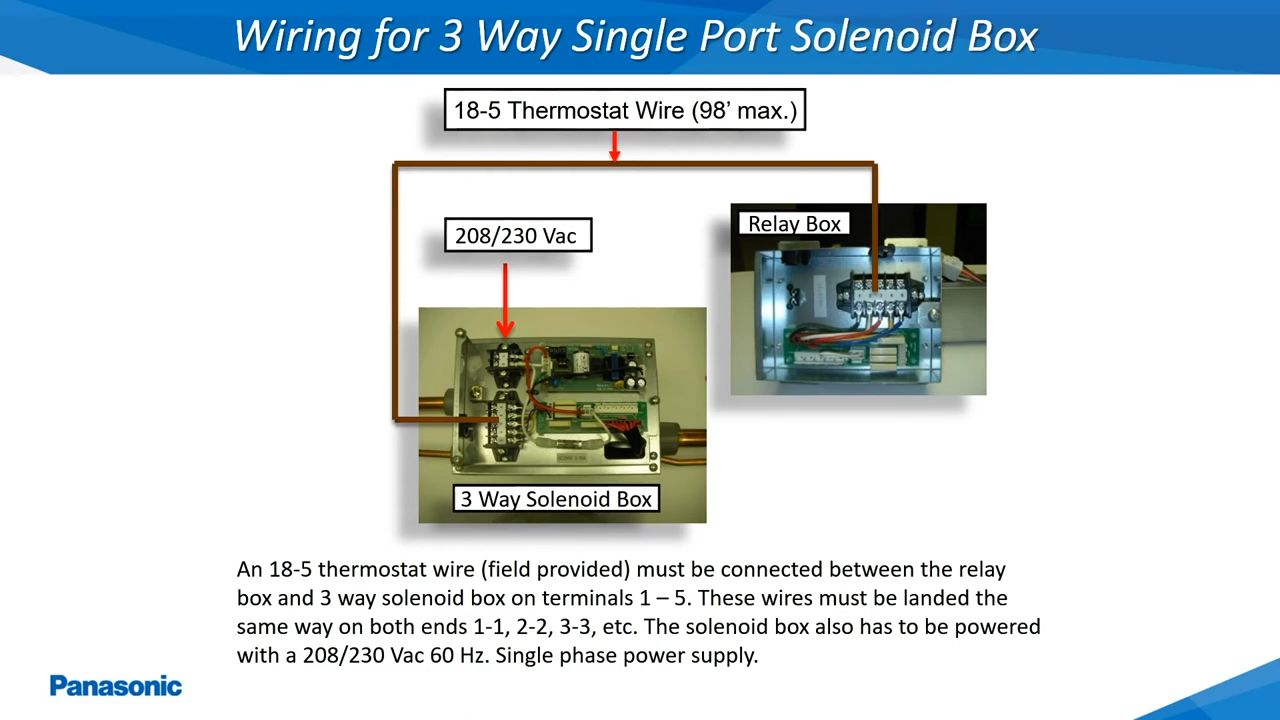 Wiring for 3 Way Single Port Solenoid Box
18-5 Thermostat Wire (98’ max.)
208/230 Vac
Relay Box
3 Way Solenoid Box
An 18-5 thermostat wire (field provided) must be connected between the relay
box and 3 way solenoid box on terminals 1 – 5. These wires must be landed the
same way on both ends 1-1, 2-2, 3-3, etc. The solenoid box also has to be powered
with a 208/230 Vac 60 Hz. Single phase power supply.
Panasonic